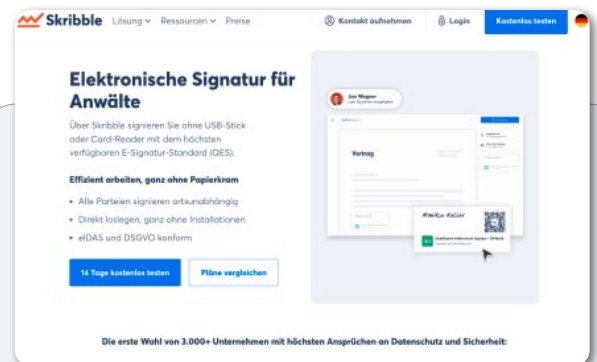 Skribble Lösung Ressourcen Preise Kontakt aufnehmen Login Kostenlos testen
Elektronische Signatur für
Anwälte
Über Skribble signieren Sie ohne USB-Stick
oder Card-Reader mit dem höchsten
verfügbaren E-Signatur-Standard (QES).
Effizient arbeiten, ganz ohne Papierkram
• Alle Parteien signieren ortsunabhängig
• Direkt loslegen, ganz ohne Installationen
• eIDAS und DSGVO konform
14 Tage kostenlos testen Pläne vergleichen
Jan Wagner
Vertrag
Monika Keller
Die erste Wahl von 3.000+ Unternehmen mit höchsten Ansprüchen an Datenschutz und Sicherheit: